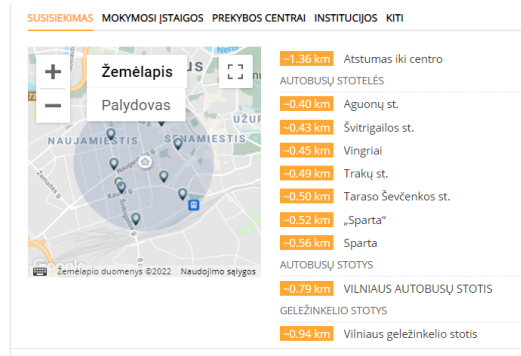 SUSISIEKIMAS MOKYMOSI ĮSTAIGOS PREKYBOS CENTRAI INSTITUCIJOS KITI
Žemėlapis
Palydovas
NAUJAMIESTIS
SENAMIESTIS
Žemėlapio duomenys ©2022 Naudojimo sąlygos
~1.36 km Atstumas iki centro
AUTOBUSŲ STOTELĖS
~0.40 km Aguonų st.
~0.43 km Švitrigailos st.
~0.45 km Vingriai
~0.49 km Trakų st.
~0.50 km Taraso Ševčenkos st.
~0.52 km „Sparta“
~0.56 km Sparta
AUTOBUSŲ STOTYS
~0.79 km VILNIAUS AUTOBUSŲ STOTIS
GELEŽINKELIO STOTYS
~0.94 km Vilniaus geležinkelio stotis